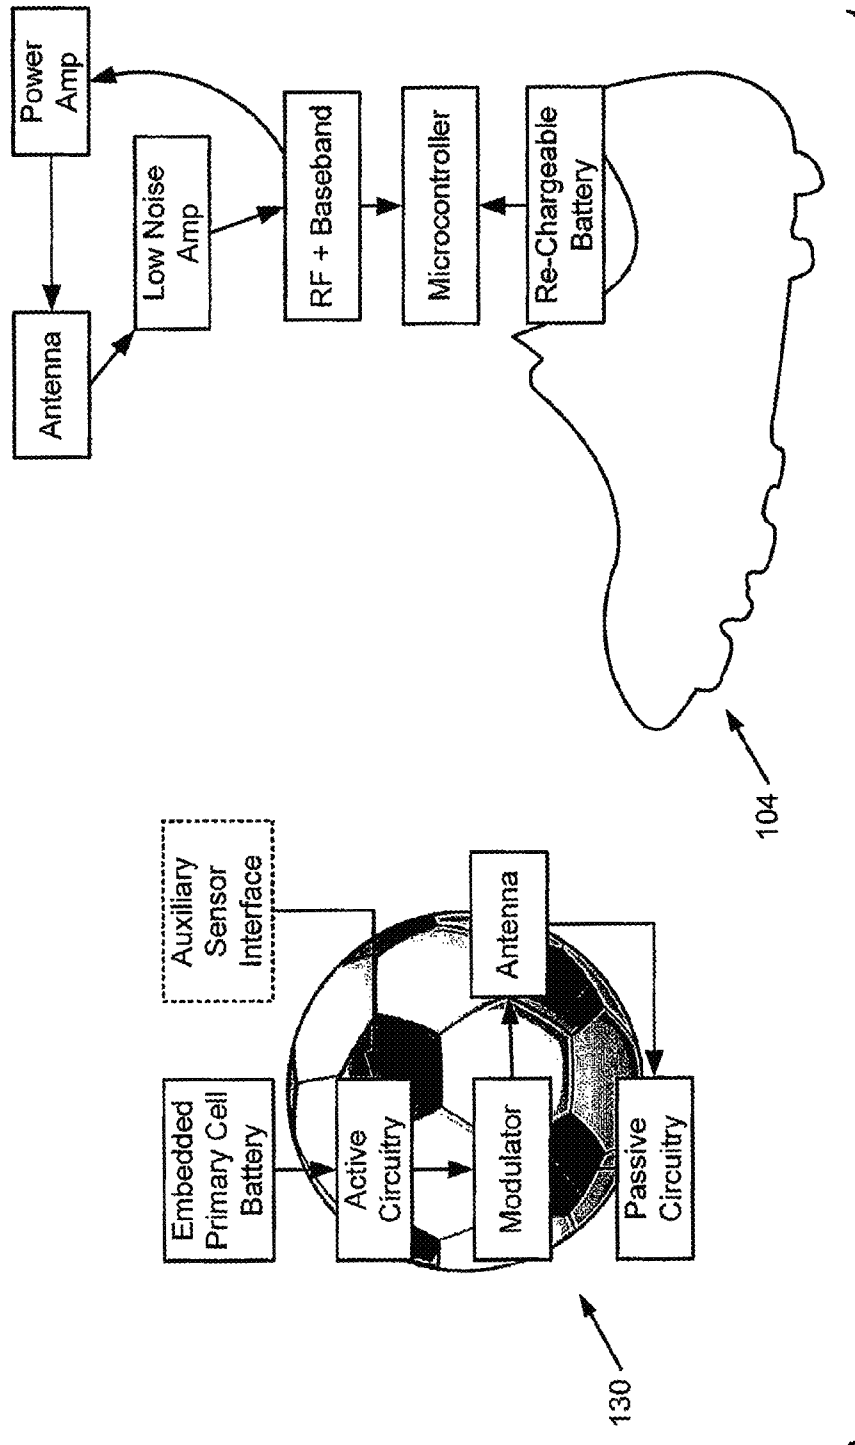 Embedded
Primary Cell
Battery
Auxiliary
Sensor
Interface
Active
Circuitry
Modulator
Antenna
Passive
Circuitry
130
Antenna
Power
Amp
Low Noise
Amp
RF + Baseband
Microcontroller
Re-Chargeable
Battery
104